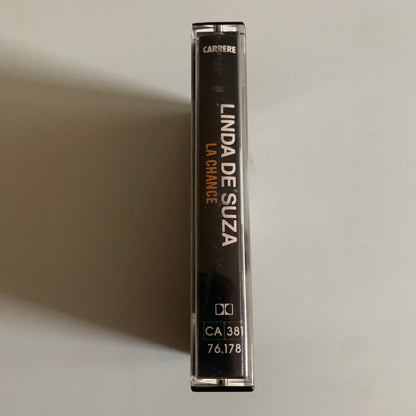 CARRERE
LINDA DE SUZA
LA CHANCE
CA 381
76.178